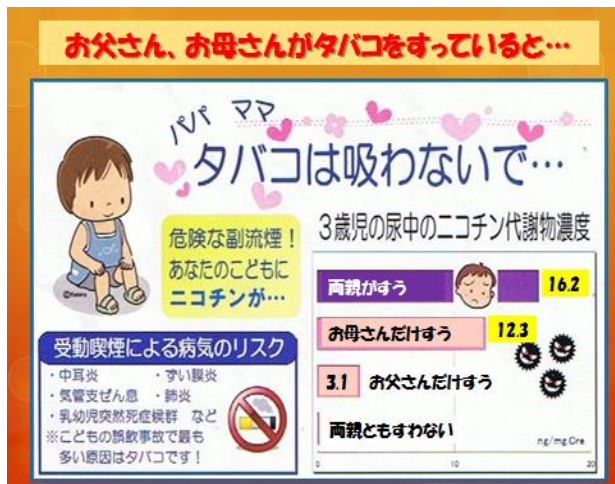 お父さん、お母さんがタバコをすっていると…
パパ ママ
タバコは吸わないで…
危険な副流煙！
あなたのこどもに
ニコチンが…
3歳児の尿中のニコチン代謝物濃度
両親がすう 16.2
お母さんだけすう 12.3
3.1 お父さんだけすう
両親ともすわない
ng/mg.Cre
0 10 20
受動喫煙による病気のリスク
・中耳炎 ・ずい膜炎
・気管支ぜん息 ・肺炎
・乳幼児突然死症候群 など
※こどもの誤飲事故で最も
多い原因はタバコです！